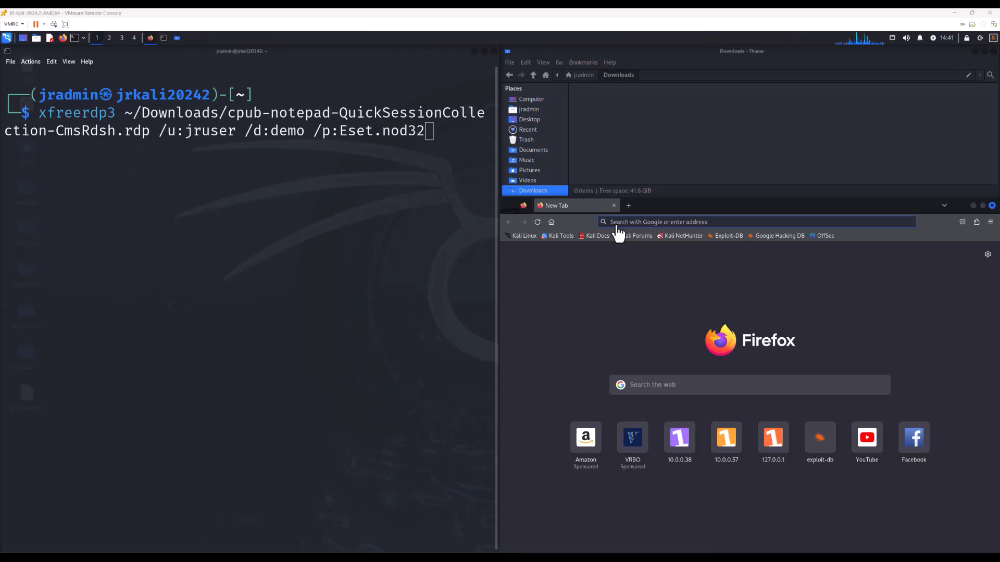 JR-Kali-2024.2-AMD64 - VMware Remote Console
VMRC
1 2 3 4
14:41
jradmin@jrkali20242: ~
File Actions Edit View Help
(jradmin㉿jrkali20242)-[~]
$ xfreerdp3 ~/Downloads/cpub-notepad-QuickSessionColle
ction-CmsRdsh.rdp /u:jruser /d:demo /p:Eset.nod32
Downloads - Thunar
File Edit View Go Bookmarks Help
jradmin Downloads
Places
Computer
jradmin
Desktop
Recent
Trash
Documents
Music
Pictures
Videos
Downloads
0 items | Free space: 41.6 GiB
New Tab
Search with Google or enter address
Kali Linux Kali Tools Kali Docs ali Forums Kali NetHunter Exploit-DB Google Hacking DB OffSec
Firefox
Search the web
Amazon
Sponsored
VRBO
Sponsored
10.0.0.38
10.0.0.57
127.0.0.1
exploit-db
YouTube
Facebook